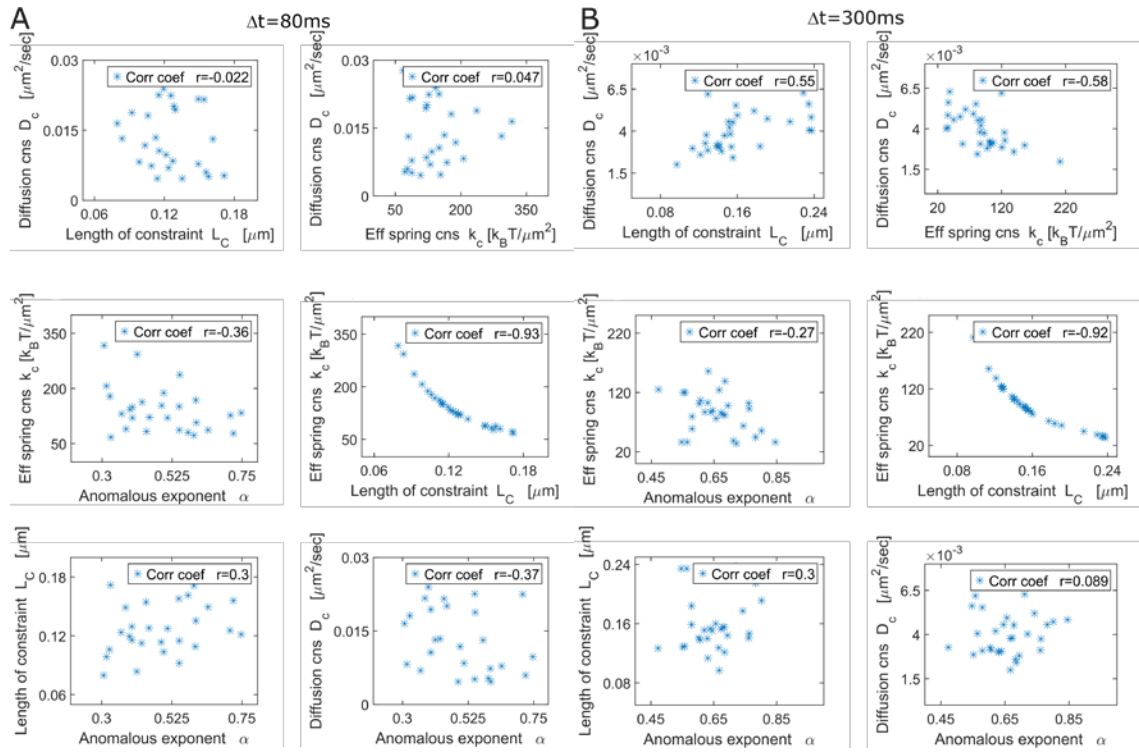 A
Δt=80ms
Diffusion cns D_c [μm²/sec]
0.03
0.015
0
✳ Corr coef r=-0.022
0.06 0.12 0.18
Length of constraint L_C [μm]
Diffusion cns D_c [μm²/sec]
0.03
0.015
0
✳ Corr coef r=0.047
50 150 250 350
Eff spring cns k_c [k_BT/μm²]
Eff spring cns k_c [k_BT/μm²]
350
200
50
✳ Corr coef r=-0.36
0.3 0.525 0.75
Anomalous exponent α
Eff spring cns k_c [k_BT/μm²]
350
200
50
✳ Corr coef r=-0.93
0.06 0.12 0.18
Length of constraint L_C [μm]
Length of constraint L_C [μm]
0.18
0.12
0.06
✳ Corr coef r=0.3
0.3 0.525 0.75
Anomalous exponent α
Diffusion cns D_c [μm²/sec]
0.03
0.015
0
✳ Corr coef r=-0.37
0.3 0.525 0.75
Anomalous exponent α
B
Δt=300ms
Diffusion cns D_c [μm²/sec]
×10⁻³
6.5
4
1.5
✳ Corr coef r=0.55
0.08 0.16 0.24
Length of constraint L_C [μm]
Diffusion cns D_c [μm²/sec]
×10⁻³
6.5
4
1.5
✳ Corr coef r=-0.58
20 120 212
Eff spring cns k_c [k_BT/μm²]
Eff spring cns k_c [k_BT/μm²]
220
120
20
✳ Corr coef r=-0.27
0.45 0.65 0.85
Anomalous exponent α
Eff spring cns k_c [k_BT/μm²]
220
120
20
✳ Corr coef r=-0.92
0.08 0.16 0.24
Length of constraint L_C [μm]
Length of constraint L_C [μm]
0.24
0.16
0.08
✳ Corr coef r=0.3
0.45 0.65 0.85
Anomalous exponent α
Diffusion cns D_c [μm²/sec]
×10⁻³
6.5
4
1.5
✳ Corr coef r=0.089
0.45 0.65 0.85
Anomalous exponent α